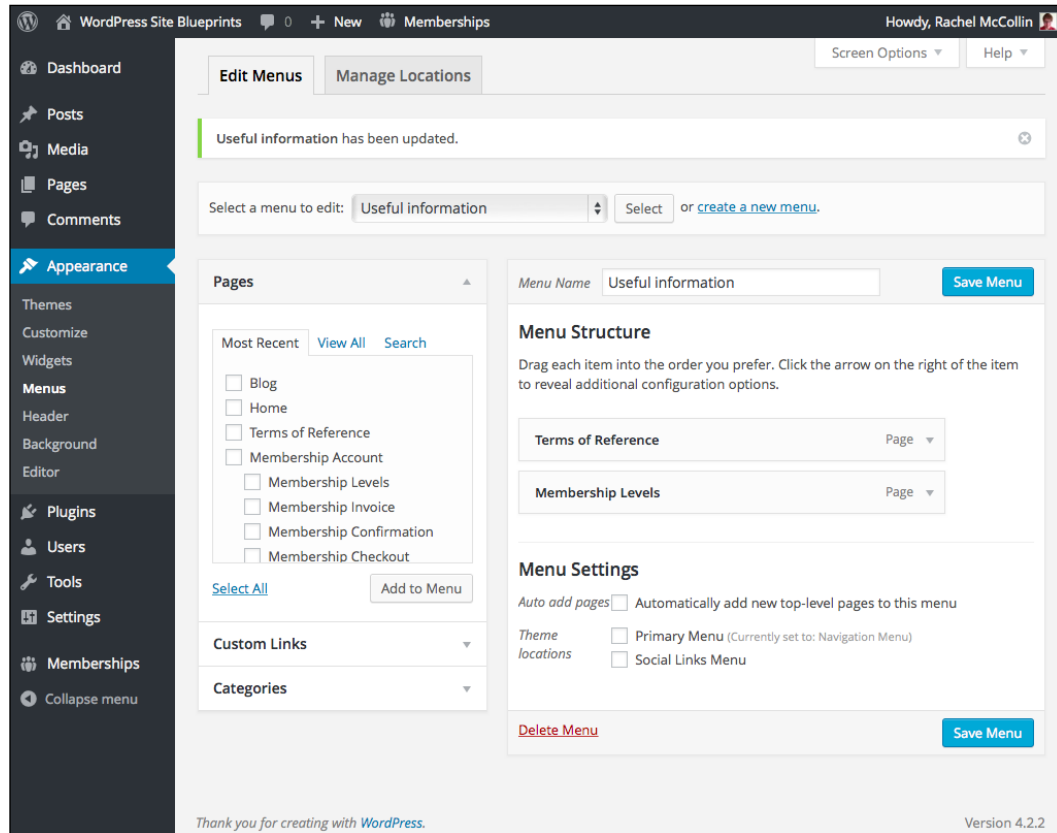 WordPress Site Blueprints 0 + New Memberships Howdy, Rachel McCollin
Screen Options Help
Dashboard
Posts
Media
Pages
Comments
Appearance
Themes
Customize
Widgets
Menus
Header
Background
Editor
Plugins
Users
Tools
Settings
Memberships
Collapse menu
Edit Menus Manage Locations
Useful information has been updated.
Select a menu to edit: Useful information Select or create a new menu.
Pages
Most Recent View All Search
Blog
Home
Terms of Reference
Membership Account
Membership Levels
Membership Invoice
Membership Confirmation
Membership Checkout
Select All Add to Menu
Custom Links
Categories
Menu Name Useful information Save Menu
Menu Structure
Drag each item into the order you prefer. Click the arrow on the right of the item
to reveal additional configuration options.
Terms of Reference Page
Membership Levels Page
Menu Settings
Auto add pages Automatically add new top-level pages to this menu
Theme locations
Primary Menu (Currently set to: Navigation Menu)
Social Links Menu
Delete Menu Save Menu
Thank you for creating with WordPress. Version 4.2.2